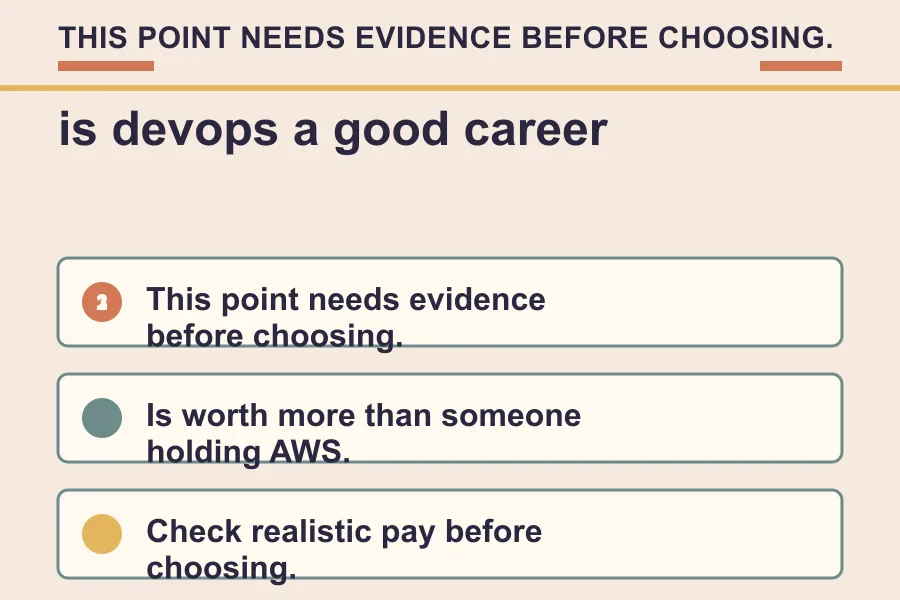 THIS POINT NEEDS EVIDENCE BEFORE CHOOSING.
is devops a good career
This point needs evidence
before choosing.
Is worth more than someone
holding AWS.
Check realistic pay before
choosing.